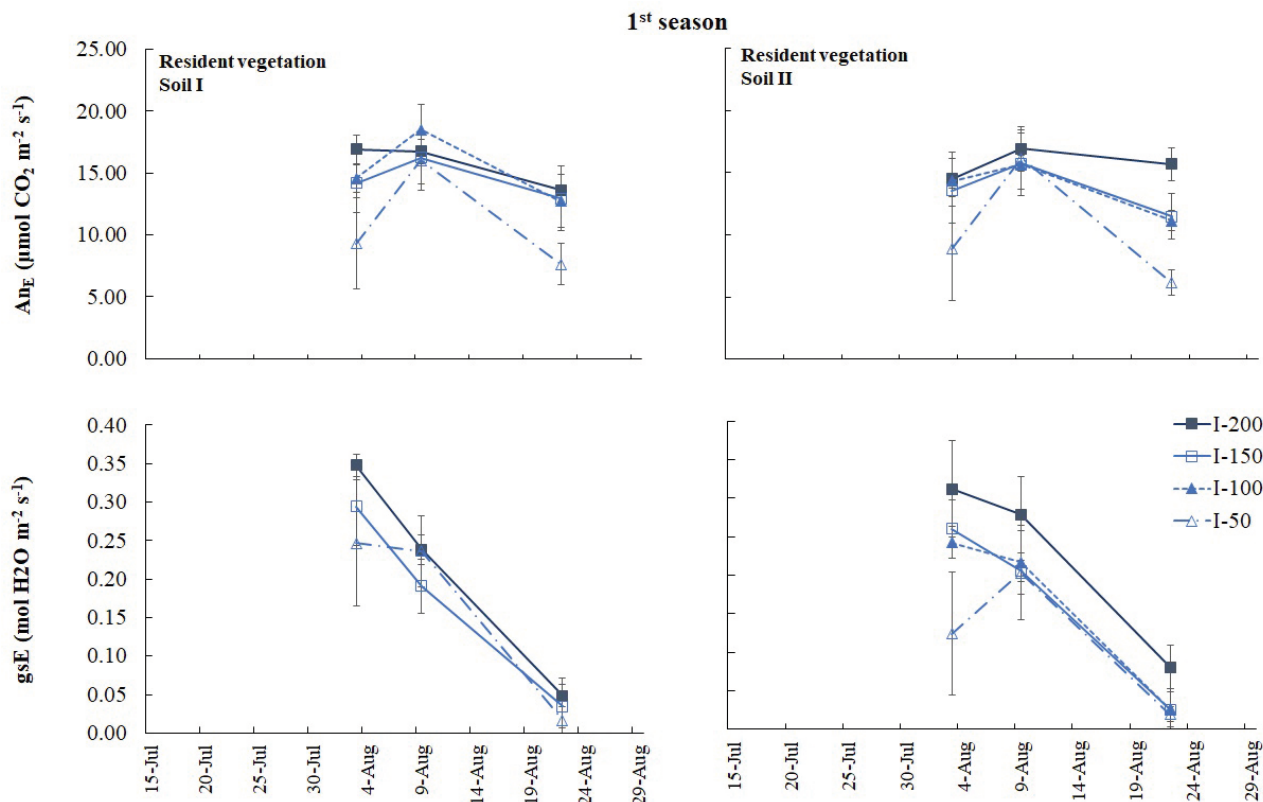 1st season
Resident vegetation
Soil I
Resident vegetation
Soil II
AnE (µmol CO2 m-2 s-1)
25.00
20.00
15.00
10.00
5.00
0.00
gsE (mol H2O m-2 s-1)
0.40
0.35
0.30
0.25
0.20
0.15
0.10
0.05
0.00
I-200
I-150
I-100
I-50
15-Jul
20-Jul
25-Jul
30-Jul
4-Aug
9-Aug
14-Aug
19-Aug
24-Aug
29-Aug
15-Jul
20-Jul
25-Jul
30-Jul
4-Aug
9-Aug
14-Aug
19-Aug
24-Aug
29-Aug